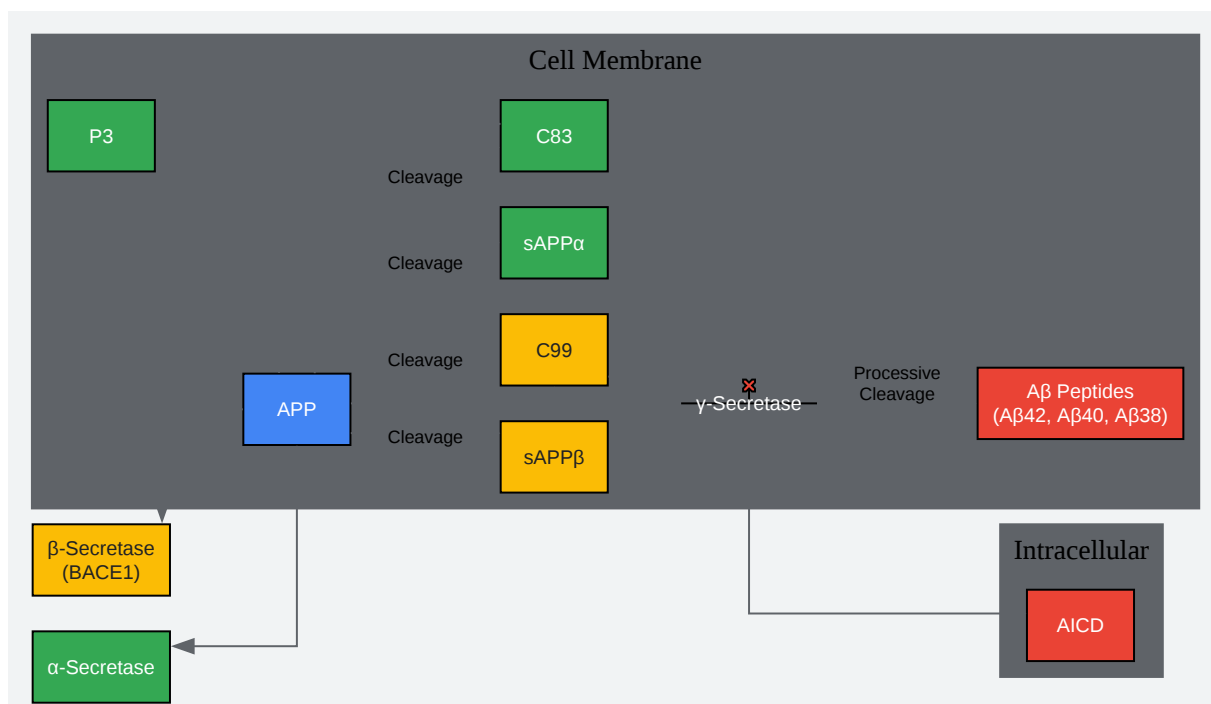 Cell Membrane
P3
C83
Cleavage
sAPPα
Cleavage
C99
Cleavage
APP
γ-Secretase
Processive
Cleavage
Aβ Peptides
(Aβ42, Aβ40, Aβ38)
Cleavage
sAPPβ
β-Secretase
(BACE1)
α-Secretase
Intracellular
AICD